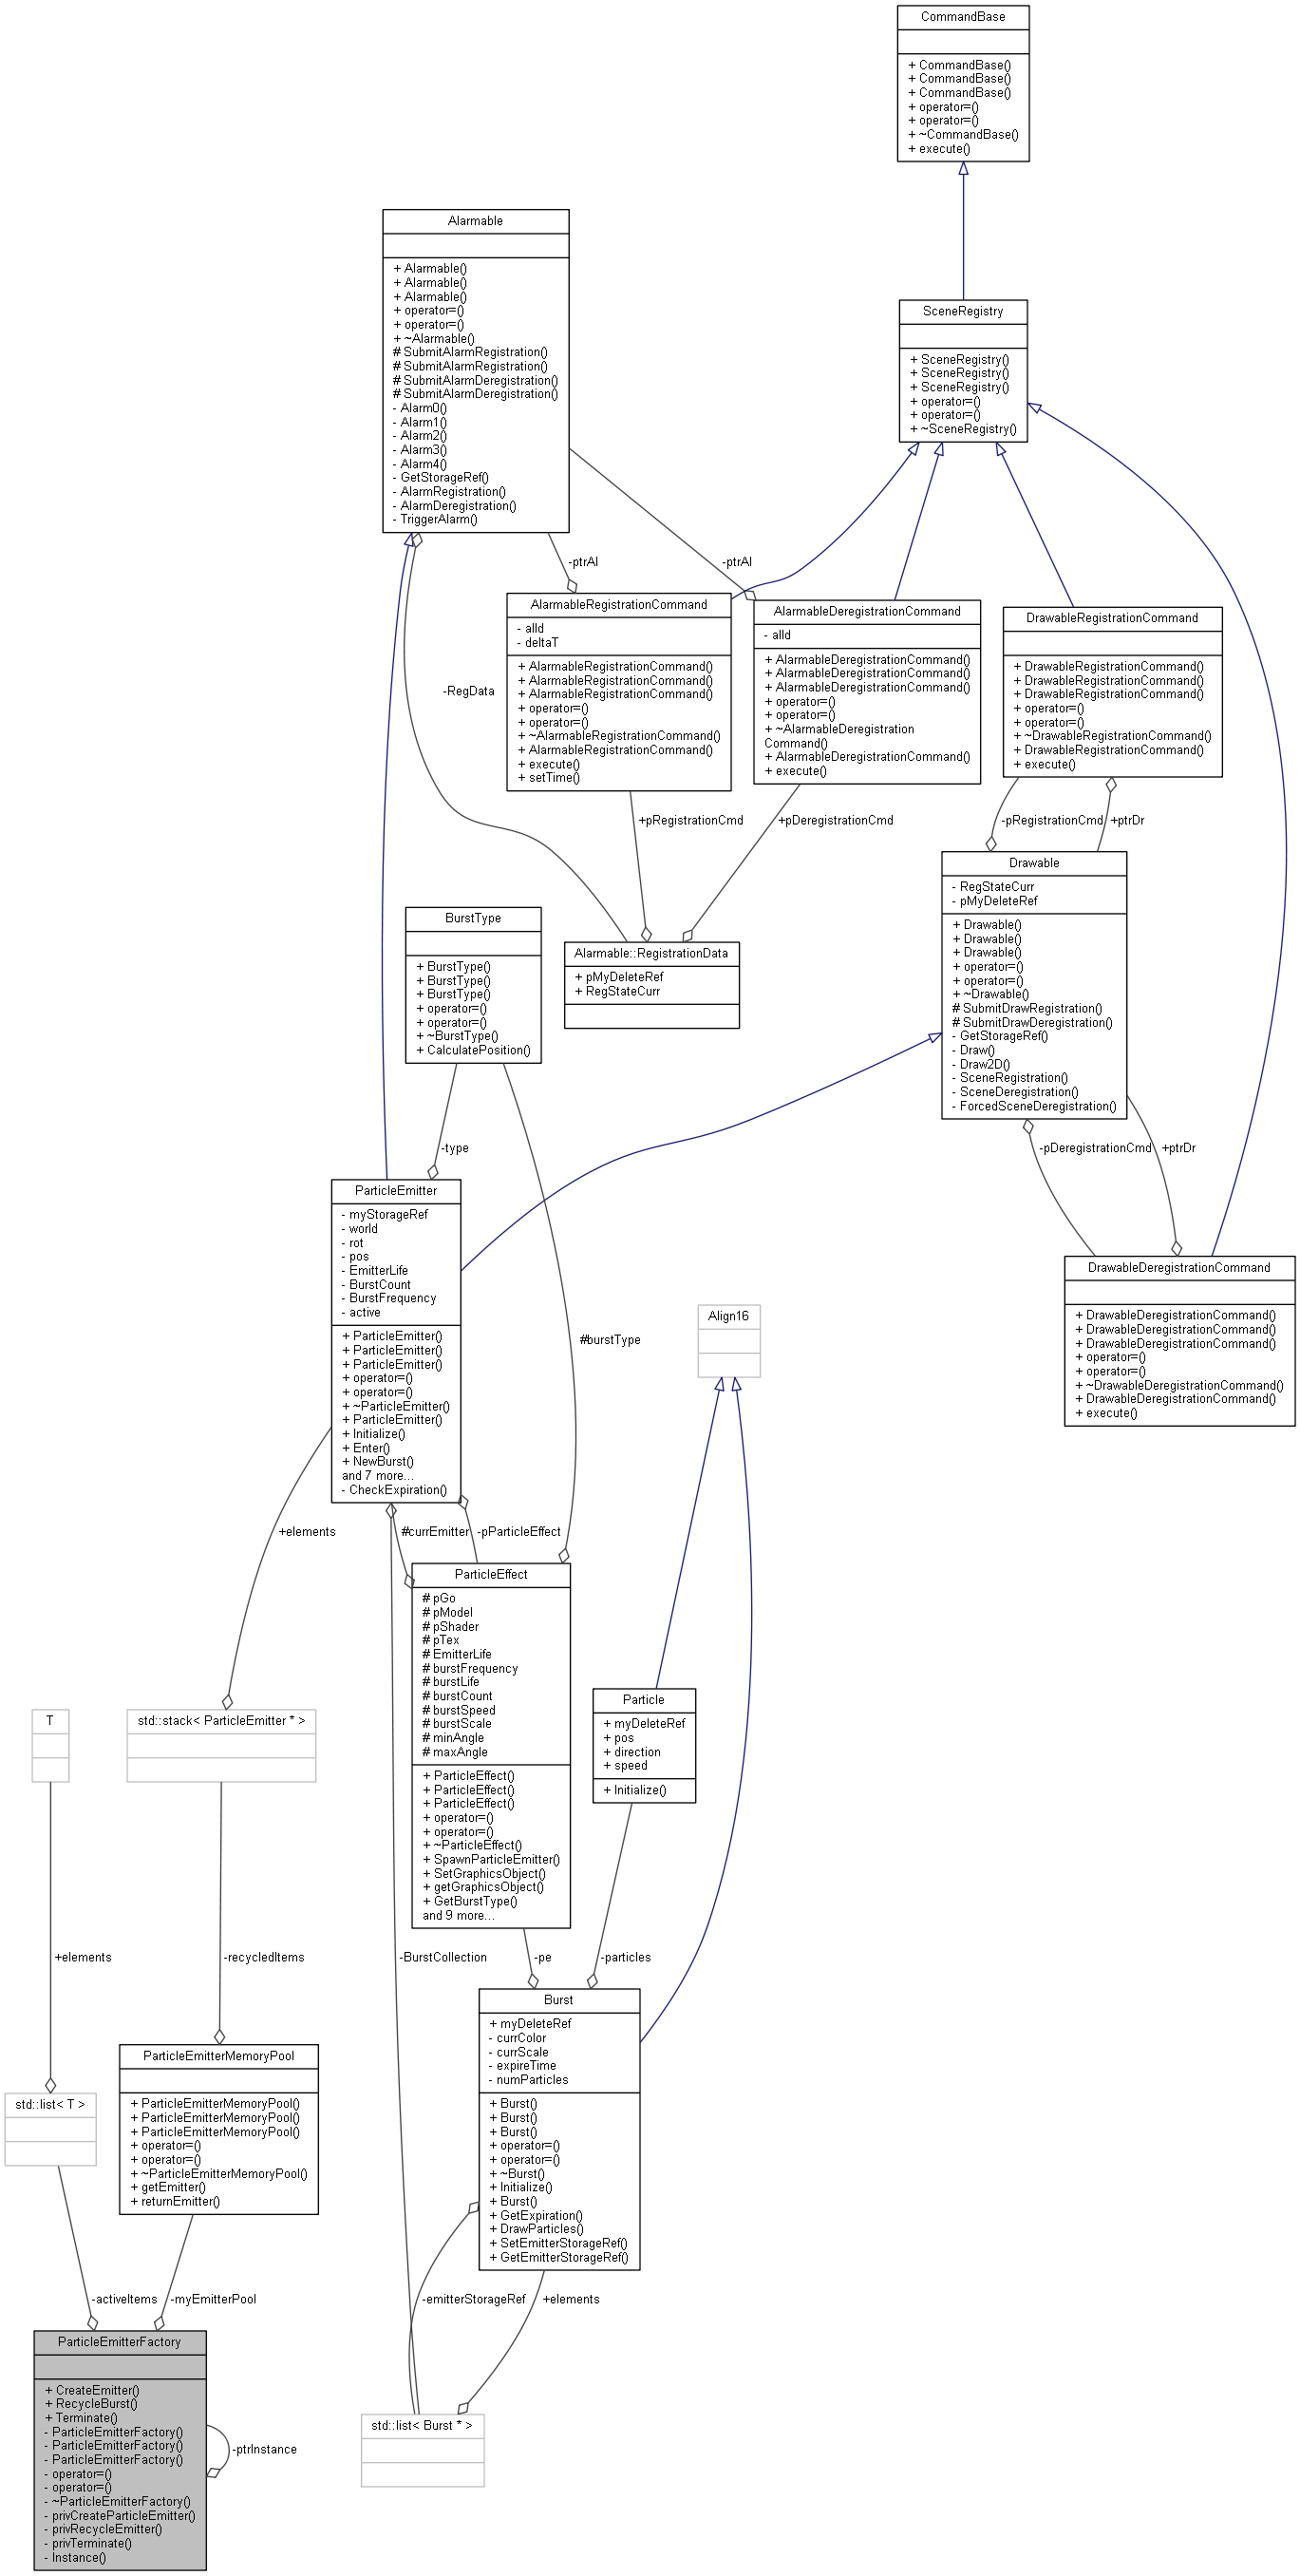 CommandBase
+ CommandBase()
+ CommandBase()
+ CommandBase()
+ operator=()
+ operator=()
+ ~CommandBase()
+ execute()
Alarmable
+ Alarmable()
+ Alarmable()
+ Alarmable()
+ operator=()
+ operator=()
+ ~Alarmable()
# SubmitAlarmRegistration()
# SubmitAlarmRegistration()
# SubmitAlarmDeregistration()
# SubmitAlarmDeregistration()
- Alarm0()
- Alarm1()
- Alarm2()
- Alarm3()
- Alarm4()
- GetStorageRef()
- AlarmRegistration()
- AlarmDeregistration()
- TriggerAlarm()
SceneRegistry
+ SceneRegistry()
+ SceneRegistry()
+ SceneRegistry()
+ operator=()
+ operator=()
+ ~SceneRegistry()
-ptrAl
-ptrAl
AlarmableRegistrationCommand
- alId
- deltaT
+ AlarmableRegistrationCommand()
+ AlarmableRegistrationCommand()
+ AlarmableRegistrationCommand()
+ operator=()
+ operator=()
+ ~AlarmableRegistrationCommand()
+ AlarmableRegistrationCommand()
+ execute()
+ setTime()
AlarmableDeregistrationCommand
- alId
+ AlarmableDeregistrationCommand()
+ AlarmableDeregistrationCommand()
+ AlarmableDeregistrationCommand()
+ operator=()
+ operator=()
+ ~AlarmableDeregistration
Command()
+ AlarmableDeregistrationCommand()
+ execute()
DrawableRegistrationCommand
+ DrawableRegistrationCommand()
+ DrawableRegistrationCommand()
+ DrawableRegistrationCommand()
+ operator=()
+ operator=()
+ ~DrawableRegistrationCommand()
+ DrawableRegistrationCommand()
+ execute()
-RegData
+pRegistrationCmd
+pDeregistrationCmd
-pRegistrationCmd
+ptrDr
Drawable
- RegStateCurr
- pMyDeleteRef
+ Drawable()
+ Drawable()
+ Drawable()
+ operator=()
+ operator=()
+ ~Drawable()
# SubmitDrawRegistration()
# SubmitDrawDeregistration()
- GetStorageRef()
- Draw()
- Draw2D()
- SceneRegistration()
- SceneDeregistration()
- ForcedSceneDeregistration()
BurstType
+ BurstType()
+ BurstType()
+ BurstType()
+ operator=()
+ operator=()
+ ~BurstType()
+ CalculatePosition()
Alarmable::RegistrationData
+ pMyDeleteRef
+ RegStateCurr
-type
-pDeregistrationCmd
+ptrDr
ParticleEmitter
- myStorageRef
- world
- rot
- pos
- EmitterLife
- BurstCount
- BurstFrequency
- active
+ ParticleEmitter()
+ ParticleEmitter()
+ ParticleEmitter()
+ operator=()
+ operator=()
+ ~ParticleEmitter()
+ ParticleEmitter()
+ Initialize()
+ Enter()
+ NewBurst()
and 7 more...
- CheckExpiration()
#burstType
Align16
DrawableDeregistrationCommand
+ DrawableDeregistrationCommand()
+ DrawableDeregistrationCommand()
+ DrawableDeregistrationCommand()
+ operator=()
+ operator=()
+ ~DrawableDeregistrationCommand()
+ DrawableDeregistrationCommand()
+ execute()
+elements
#currEmitter
-pParticleEffect
ParticleEffect
# pGo
# pModel
# pShader
# pTex
# EmitterLife
# burstFrequency
# burstLife
# burstCount
# burstSpeed
# burstScale
# minAngle
# maxAngle
+ ParticleEffect()
+ ParticleEffect()
+ ParticleEffect()
+ operator=()
+ operator=()
+ ~ParticleEffect()
+ SpawnParticleEmitter()
+ SetGraphicsObject()
+ getGraphicsObject()
+ GetBurstType()
and 9 more...
Particle
+ myDeleteRef
+ pos
+ direction
+ speed
+ Initialize()
T
std::stack< ParticleEmitter * >
+elements
-recycledItems
-BurstCollection
-pe
-particles
Burst
+ myDeleteRef
- currColor
- currScale
- expireTime
- numParticles
+ Burst()
+ Burst()
+ Burst()
+ operator=()
+ operator=()
+ ~Burst()
+ Initialize()
+ Burst()
+ GetExpiration()
+ DrawParticles()
+ SetEmitterStorageRef()
+ GetEmitterStorageRef()
ParticleEmitterMemoryPool
+ ParticleEmitterMemoryPool()
+ ParticleEmitterMemoryPool()
+ ParticleEmitterMemoryPool()
+ operator=()
+ operator=()
+ ~ParticleEmitterMemoryPool()
+ getEmitter()
+ returnEmitter()
std::list< T >
-activeItems
-myEmitterPool
-emitterStorageRef
+elements
ParticleEmitterFactory
+ CreateEmitter()
+ RecycleBurst()
+ Terminate()
- ParticleEmitterFactory()
- ParticleEmitterFactory()
- ParticleEmitterFactory()
- operator=()
- operator=()
- ~ParticleEmitterFactory()
- privCreateParticleEmitter()
- privRecycleEmitter()
- privTerminate()
- Instance()
-ptrInstance
std::list< Burst * >